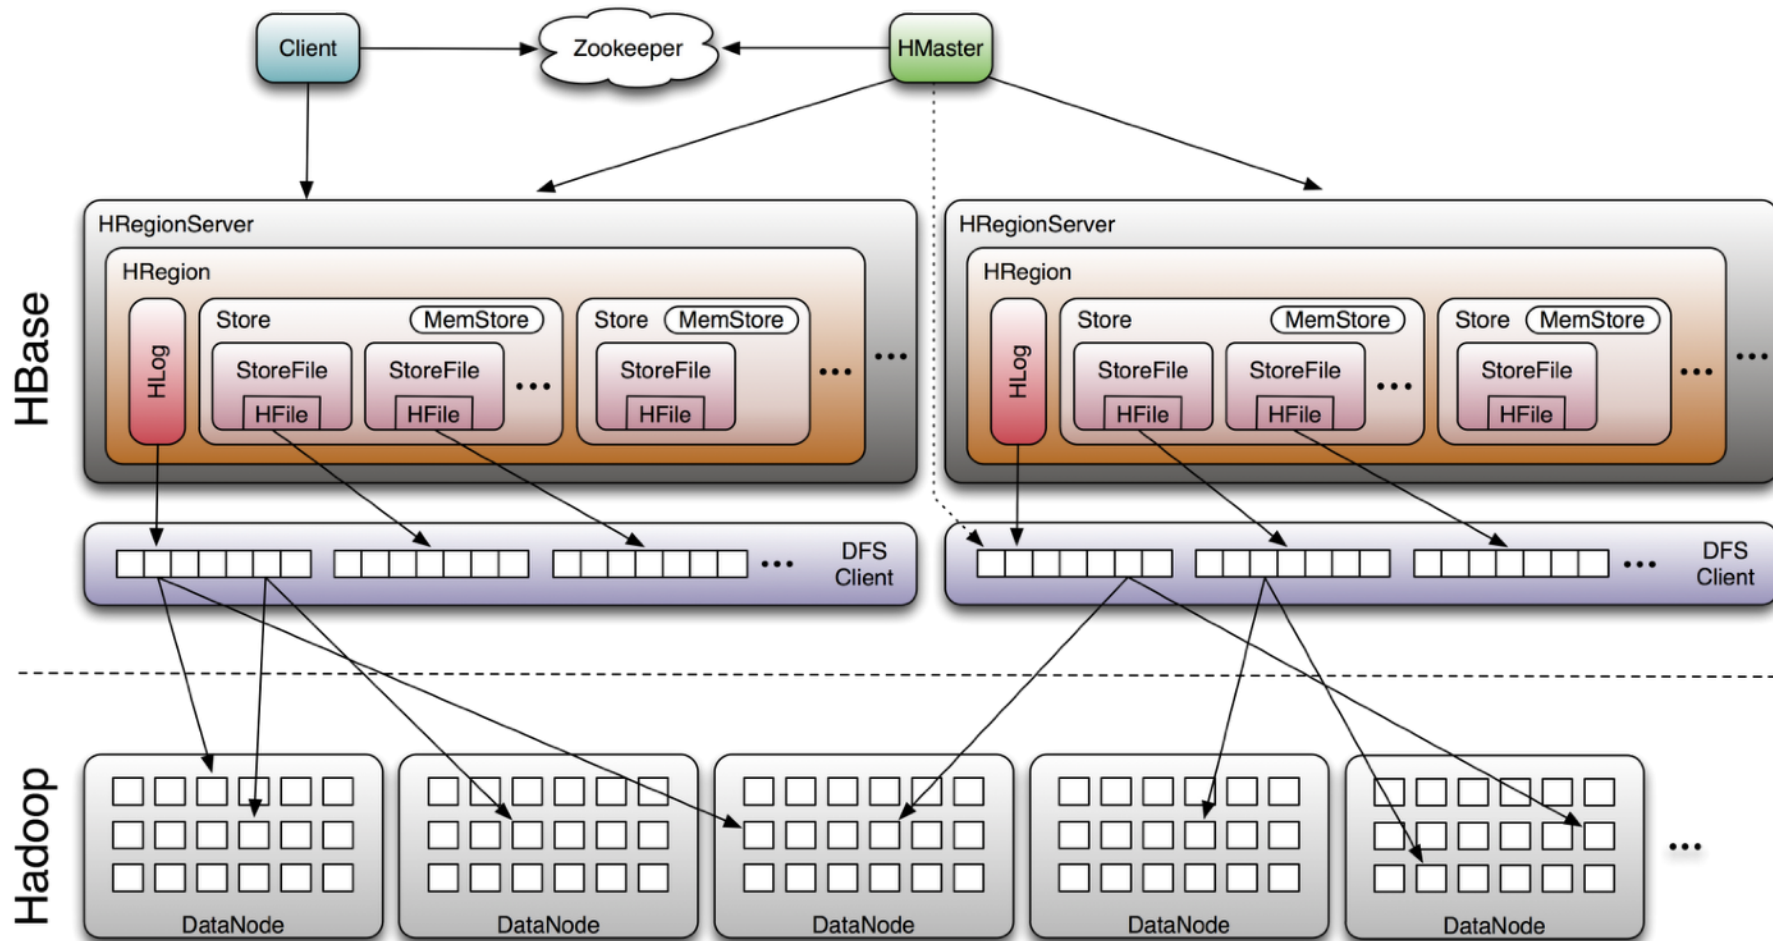 Client
Zookeeper
HMaster
HBase
HRegionServer
HRegion
HLog
Store
MemStore
StoreFile
HFile
StoreFile
HFile
...
Store
MemStore
StoreFile
HFile
...
...
HRegionServer
HRegion
HLog
Store
MemStore
StoreFile
HFile
StoreFile
HFile
...
Store
MemStore
StoreFile
HFile
...
...
...
DFS
Client
...
DFS
Client
Hadoop
DataNode
DataNode
DataNode
DataNode
DataNode
...